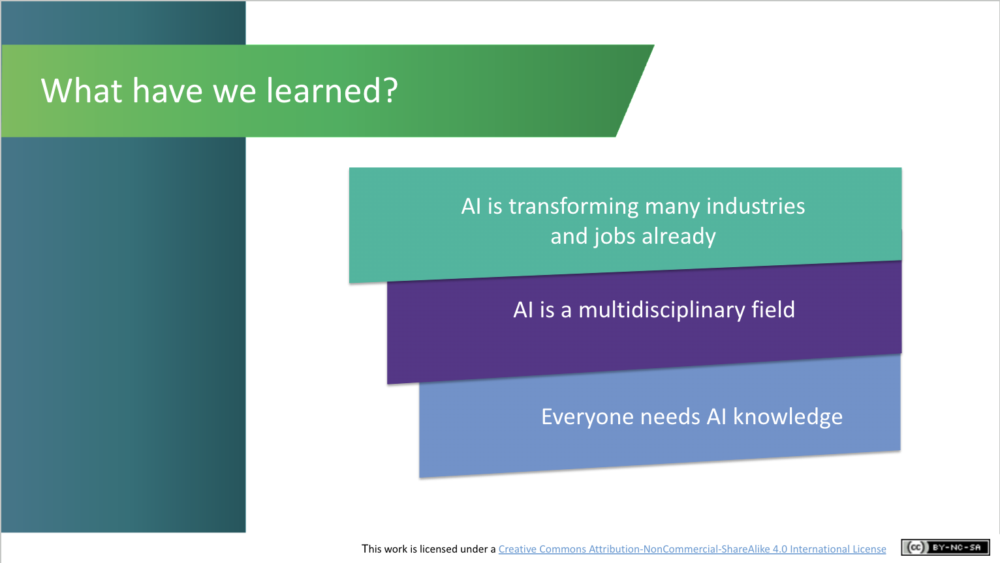 What have we learned?
AI is transforming many industries
and jobs already
AI is a multidisciplinary field
Everyone needs AI knowledge
This work is licensed under a Creative Commons Attribution-NonCommercial-ShareAlike 4.0 International License
cc BY-NC-SA